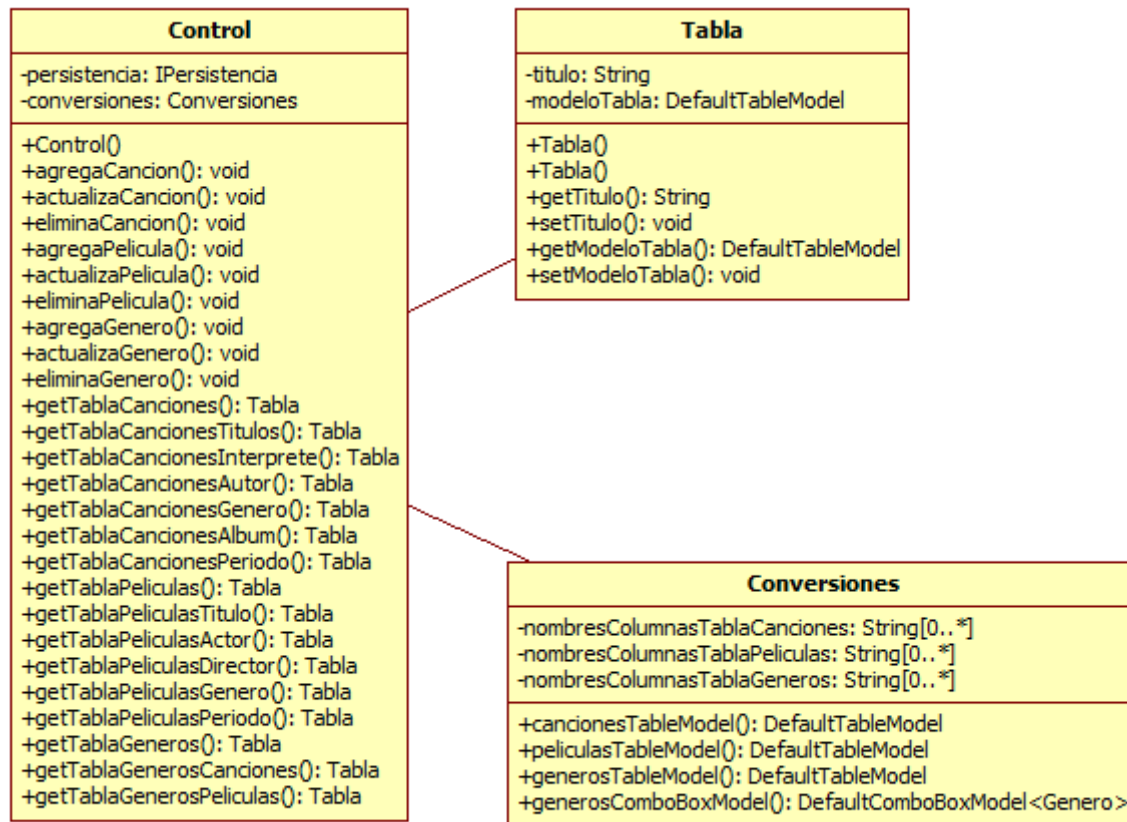 Control
-persistencia: IPersistencia
-conversiones: Conversiones
+Control()
+agregaCancion(): void
+actualizaCancion(): void
+eliminaCancion(): void
+agregaPelicula(): void
+actualizaPelicula(): void
+eliminaPelicula(): void
+agregaGenero(): void
+actualizaGenero(): void
+eliminaGenero(): void
+getTablaCanciones(): Tabla
+getTablaCancionesTitulos(): Tabla
+getTablaCancionesInterprete(): Tabla
+getTablaCancionesAutor(): Tabla
+getTablaCancionesGenero(): Tabla
+getTablaCancionesAlbum(): Tabla
+getTablaCancionesPeriodo(): Tabla
+getTablaPeliculas(): Tabla
+getTablaPeliculasTitulo(): Tabla
+getTablaPeliculasActor(): Tabla
+getTablaPeliculasDirector(): Tabla
+getTablaPeliculasGenero(): Tabla
+getTablaPeliculasPeriodo(): Tabla
+getTablaGeneros(): Tabla
+getTablaGenerosCanciones(): Tabla
+getTablaGenerosPeliculas(): Tabla
Tabla
-titulo: String
-modeloTabla: DefaultTableModel
+Tabla()
+Tabla()
+getTitulo(): String
+setTitulo(): void
+getModeloTabla(): DefaultTableModel
+setModeloTabla(): void
Conversiones
-nombresColumnasTablaCanciones: String[0..*]
-nombresColumnasTablaPeliculas: String[0..*]
-nombresColumnasTablaGeneros: String[0..*]
+cancionesTableModel(): DefaultTableModel
+peliculasTableModel(): DefaultTableModel
+generosTableModel(): DefaultTableModel
+generosComboBoxModel(): DefaultComboBoxModel<Genero>